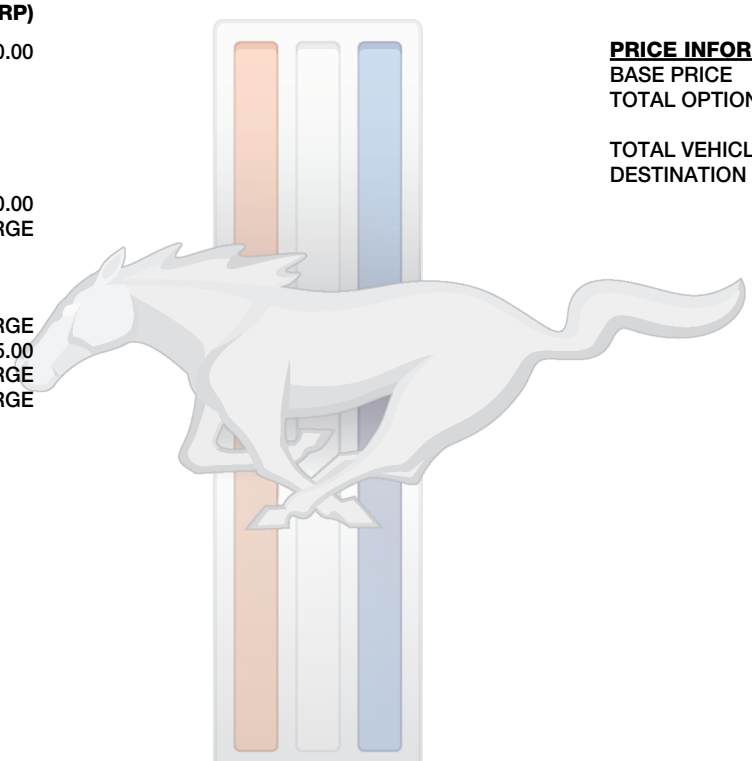 RP)
0.00
0.00
RGE
RGE
5.00
RGE
RGE
PRICE INFOR
BASE PRICE
TOTAL OPTION
TOTAL VEHICL
DESTINATION